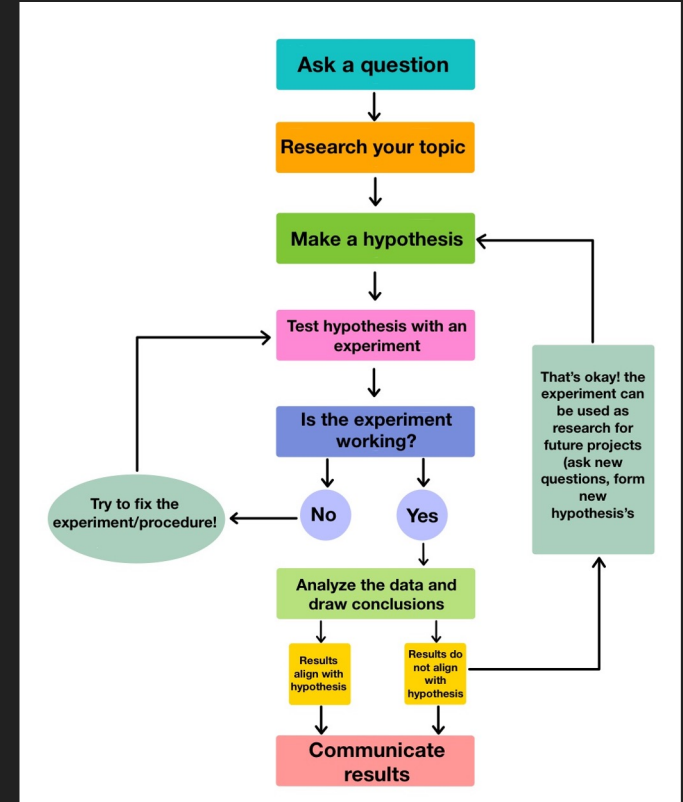 Ask a question
Research your topic
Make a hypothesis
Test hypothesis with an
experiment
Is the experiment
working?
No
Yes
Try to fix the
experiment/procedure!
Analyze the data and
draw conclusions
Results
align with
hypothesis
Results do
not align
with
hypothesis
That's okay! the
experiment can
be used as
research for
future projects
(ask new
questions, form
new
hypothesis's
Communicate
results